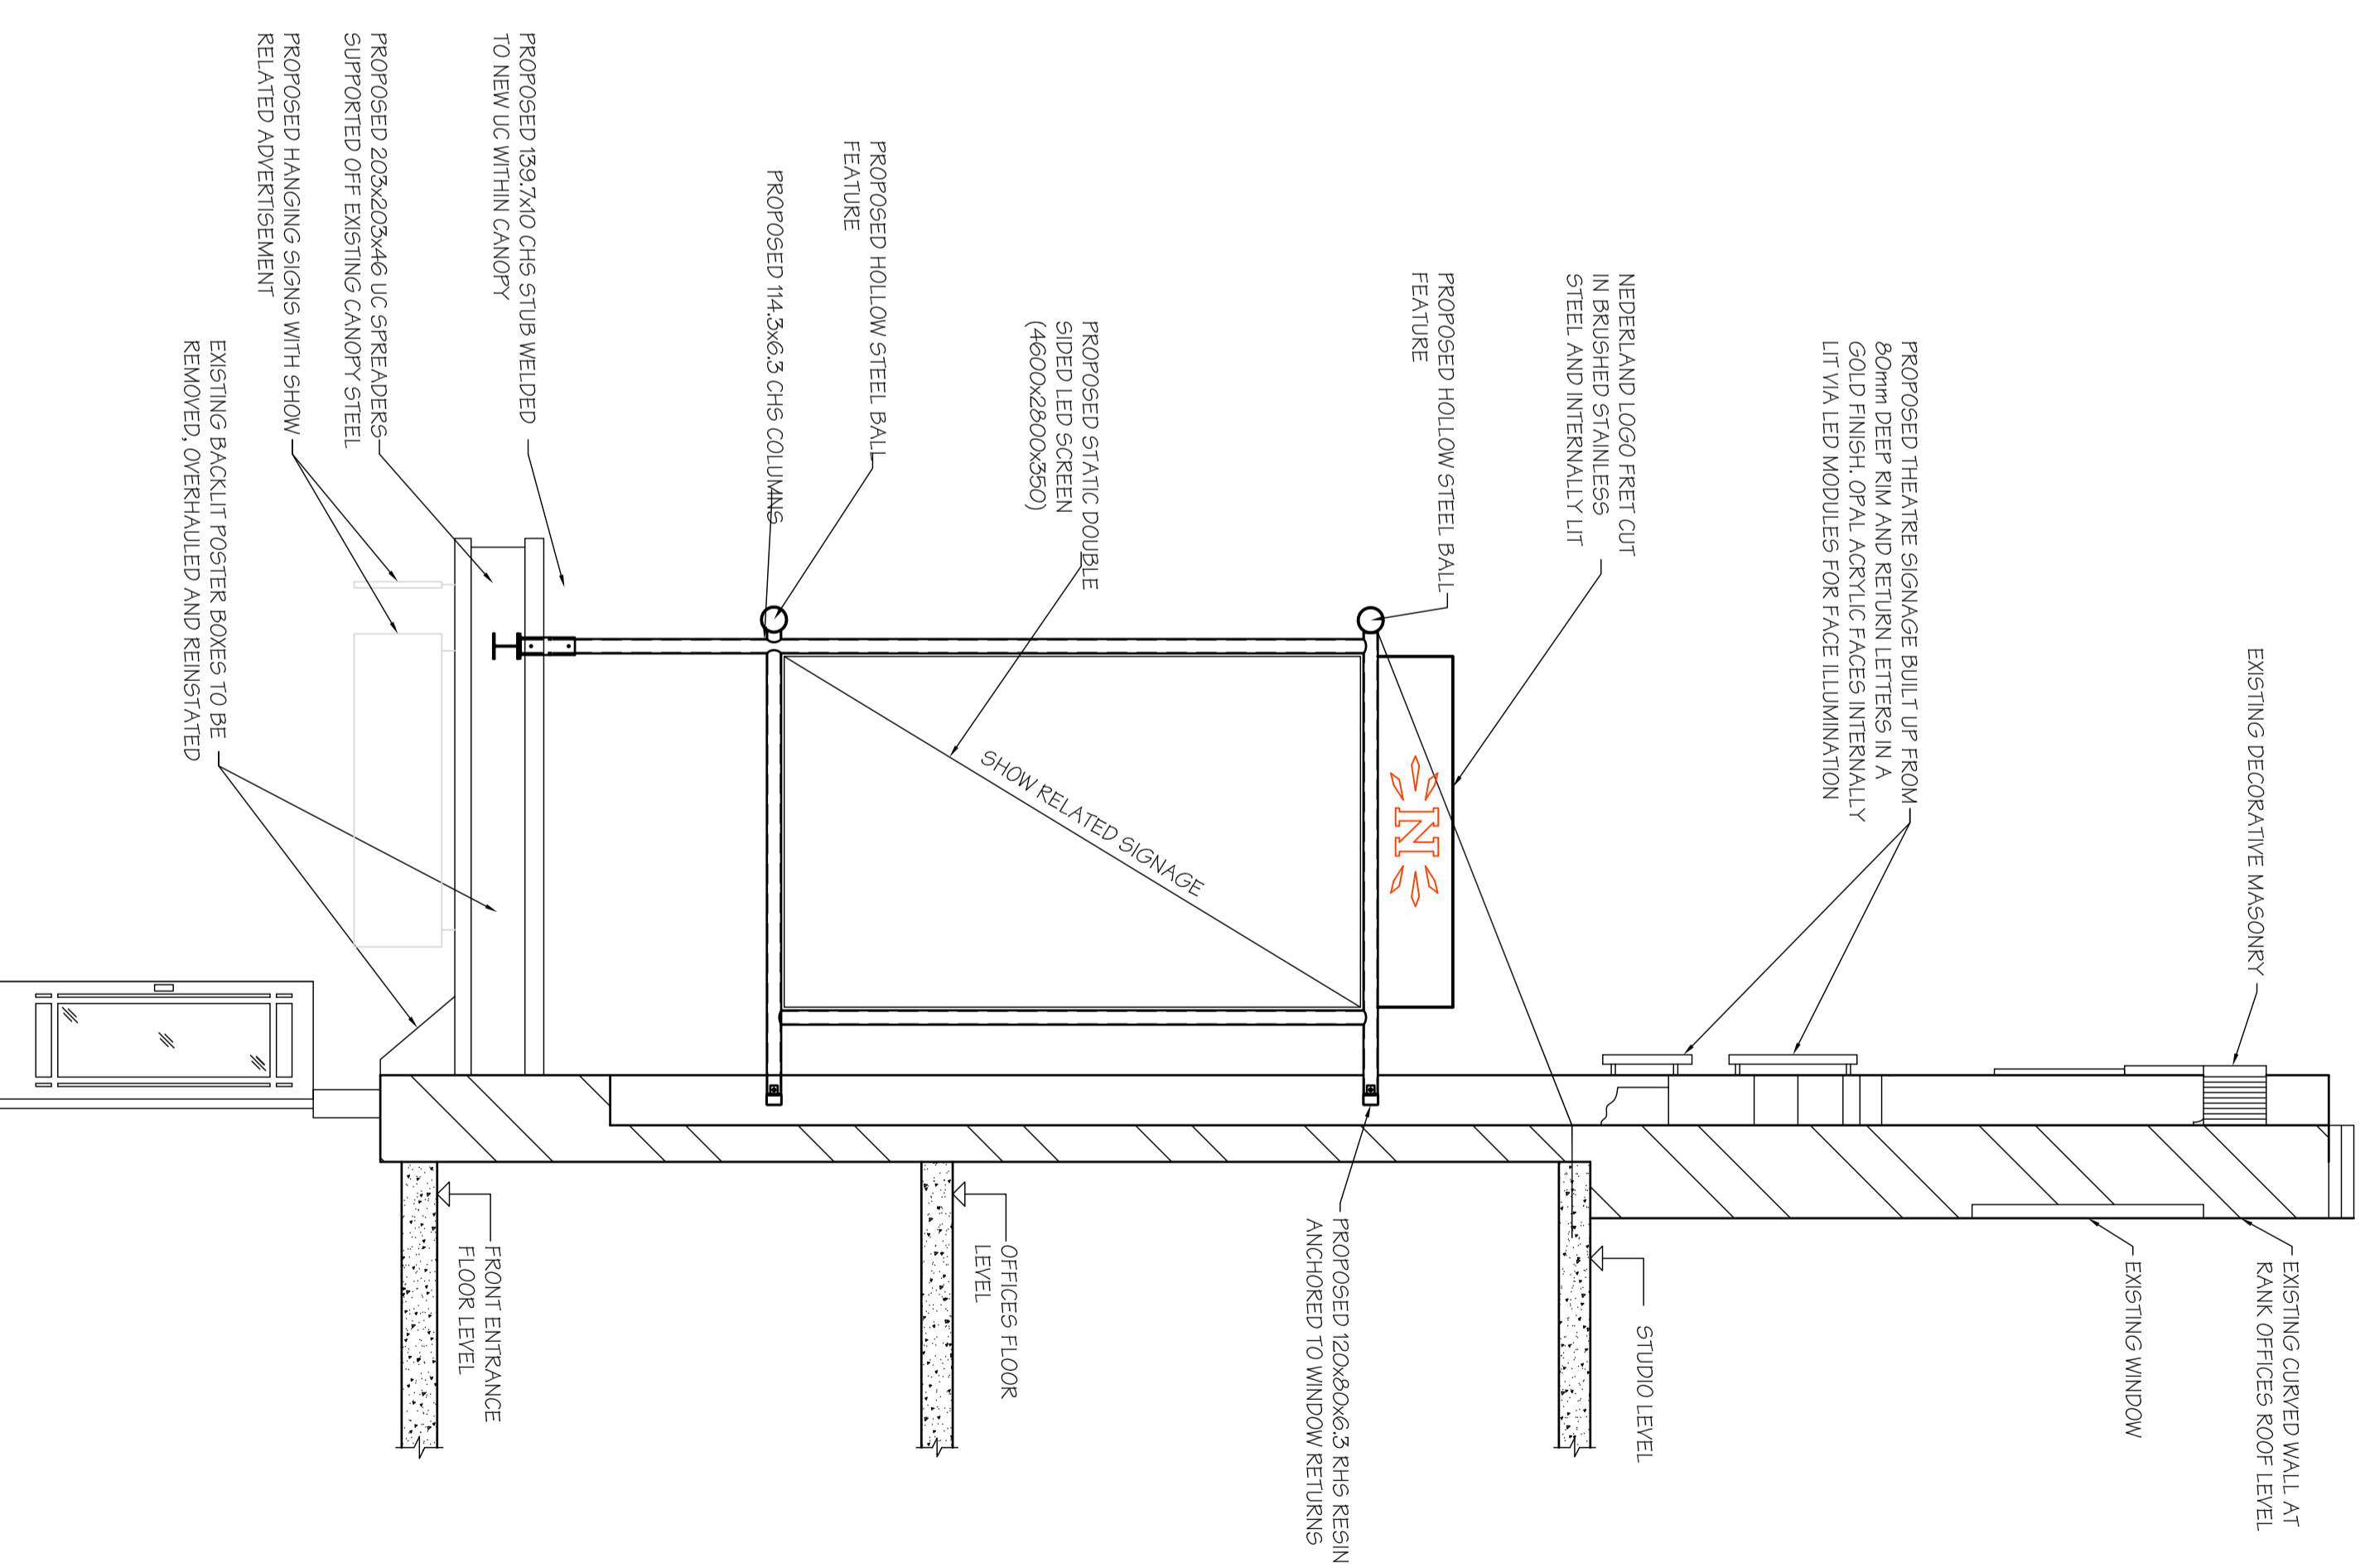 EXISTING DECORATIVE MASONRY
EXISTING CURVED WALL AT
RANK OFFICES ROOF LEVEL
EXISTING WINDOW
PROPOSED THEATRE SIGNAGE BUILT UP FROM
80mm DEEP RIM AND RETURN LETTERS IN A
GOLD FINISH. OPAL ACRYLIC FACES INTERNALLY
LIT VIA LED MODULES FOR FACE ILLUMINATION
STUDIO LEVEL
NEDERLAND LOGO FRET CUT
IN BRUSHED STAINLESS
STEEL AND INTERNALLY LIT
PROPOSED HOLLOW STEEL BALL
FEATURE
N
PROPOSED 120x80x6.3 RHS RESIN
ANCHORED TO WINDOW RETURNS
PROPOSED STATIC DOUBLE
SIDED LED SCREEN
(4600x2800x350)
SHOW RELATED SIGNAGE
OFFICES FLOOR
LEVEL
PROPOSED HOLLOW STEEL BALL
FEATURE
PROPOSED 114.3x6.3 CHS COLUMNS
PROPOSED 139.7x10 CHS STUB WELDED
TO NEW UC WITHIN CANOPY
FRONT ENTRANCE
FLOOR LEVEL
PROPOSED 203x203x46 UC SPREADERS
SUPPORTED OFF EXISTING CANOPY STEEL
PROPOSED HANGING SIGNS WITH SHOW
RELATED ADVERTISEMENT
EXISTING BACKLIT POSTER BOXES TO BE
REMOVED, OVERHAULED AND REINSTATED